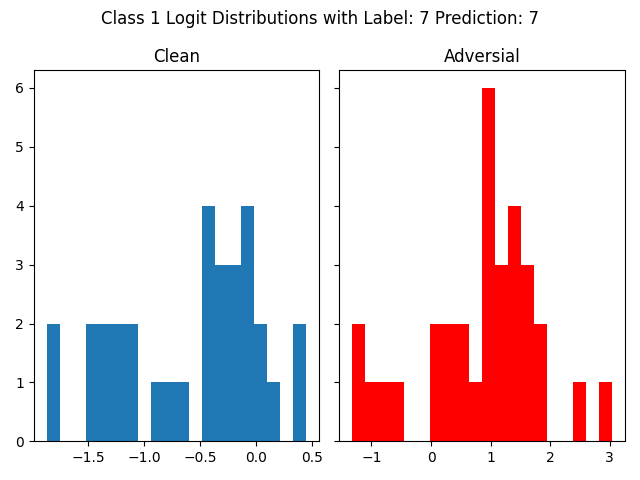 Class 1 Logit Distributions with Label: 7 Prediction: 7
Clean
Adversial
6
5
4
3
2
1
0
−1.5 −1.0 −0.5 0.0 0.5
−1 0 1 2 3